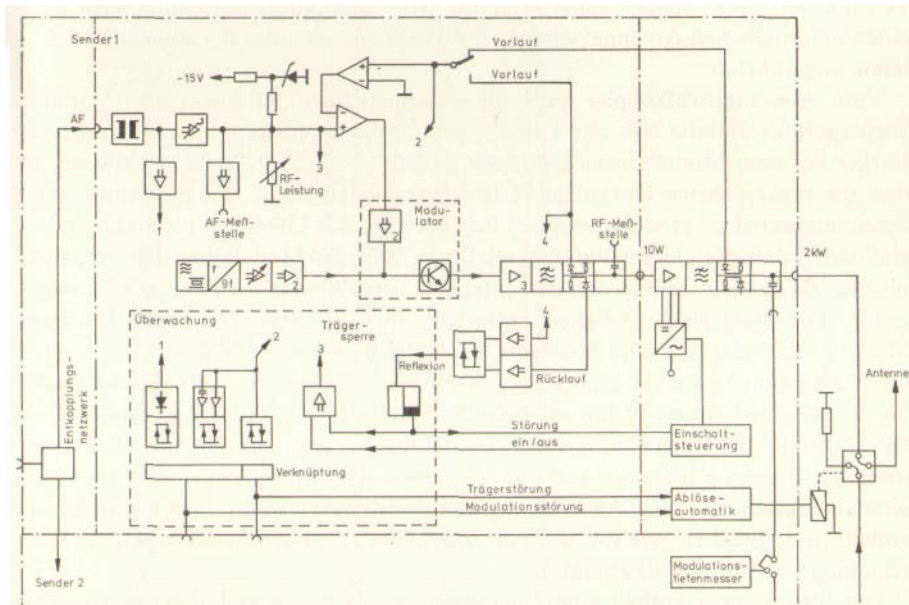 Sender 1
Vorlauf
Vorlauf
-15V
AF
3
2
RF-
Leistung
AF-Meß-
stelle
Modu-
lator
2
4
RF-Meß-
stelle
10W
2kW
f
9f
2
3
Überwachung
1
2
Träger-
sperre
3
Reflexion
Rücklauf
Antenne
Entkopplungs-
netzwerk
Störung
ein/aus
Einschalt-
steuerung
Verknüpfung
Trägerstörung
Modulationsstörung
Ablöse-
automatik
Sender 2
Modulations-
tiefenmesser